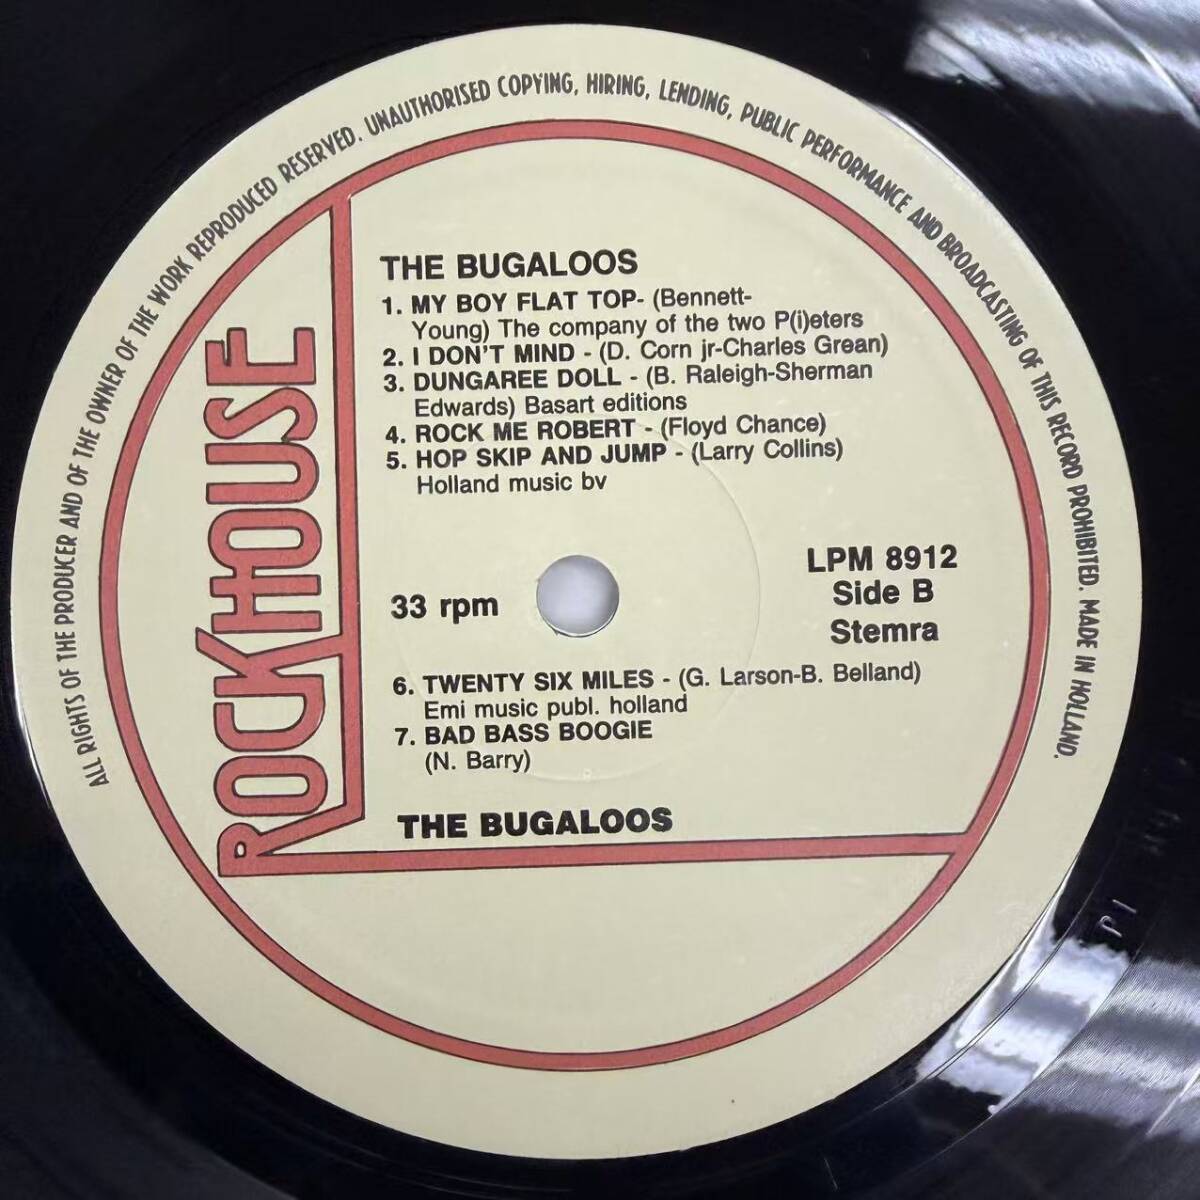 ALL RIGHTS OF THE PRODUCER AND OF THE OWNER OF THE WORK REPRODUCED RESERVED. UNAUTHORISED COPYING, HIRING, LENDING, PUBLIC PERFORMANCE AND BROADCASTING OF THIS RECORD PROHIBITED. MADE IN HOLLAND.
ROCKHOUSE
THE BUGALOOS
1. MY BOY FLAT TOP- (Bennett-
Young) The company of the two P(i)eters
2. I DON'T MIND - (D. Corn jr-Charles Grean)
3. DUNGAREE DOLL - (B. Raleigh-Sherman
Edwards) Basart editions
4. ROCK ME ROBERT - (Floyd Chance)
5. HOP SKIP AND JUMP - (Larry Collins)
Holland music bv
33 rpm
LPM 8912
Side B
Stemra
6. TWENTY SIX MILES - (G. Larson-B. Belland)
Emi music publ. holland
7. BAD BASS BOOGIE
(N. Barry)
THE BUGALOOS